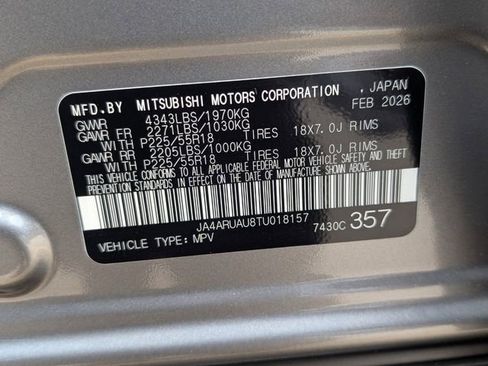 MFD.BY MITSUBISHI MOTORS CORPORATION , JAPAN
GVWR 4343LBS/1970KG FEB 2026
GAWR FR 2271LBS/1030KG TIRES
WITH P225/55R18 18X7.0J RIMS
GAWR RR 2205LBS/1000KG TIRES
WITH P225/55R18 18X7.0J RIMS
THIS VEHICLE CONFORMS TO ALL APPLICABLE FEDERAL MOTOR VEHICLE SAFETY AND THEFT
PREVENTION STANDARDS IN EFFECT ON THE DATE OF MANUFACTURE SHOWN ABOVE.
JA4ARUAU8TU018157
VEHICLE TYPE: MPV 7430C 357